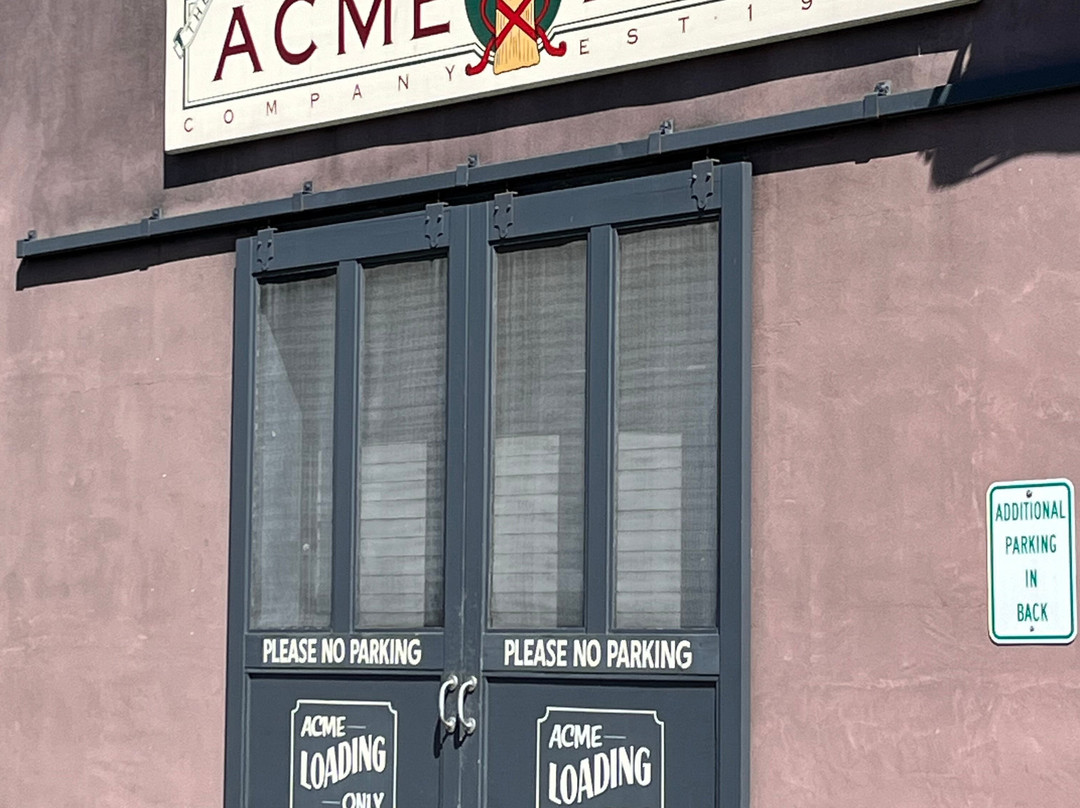 THE
ACME
COMPANY EST. 19
PLEASE NO PARKING
PLEASE NO PARKING
ACME
LOADING
ONLY
ACME
LOADING
ADDITIONAL
PARKING
IN
BACK